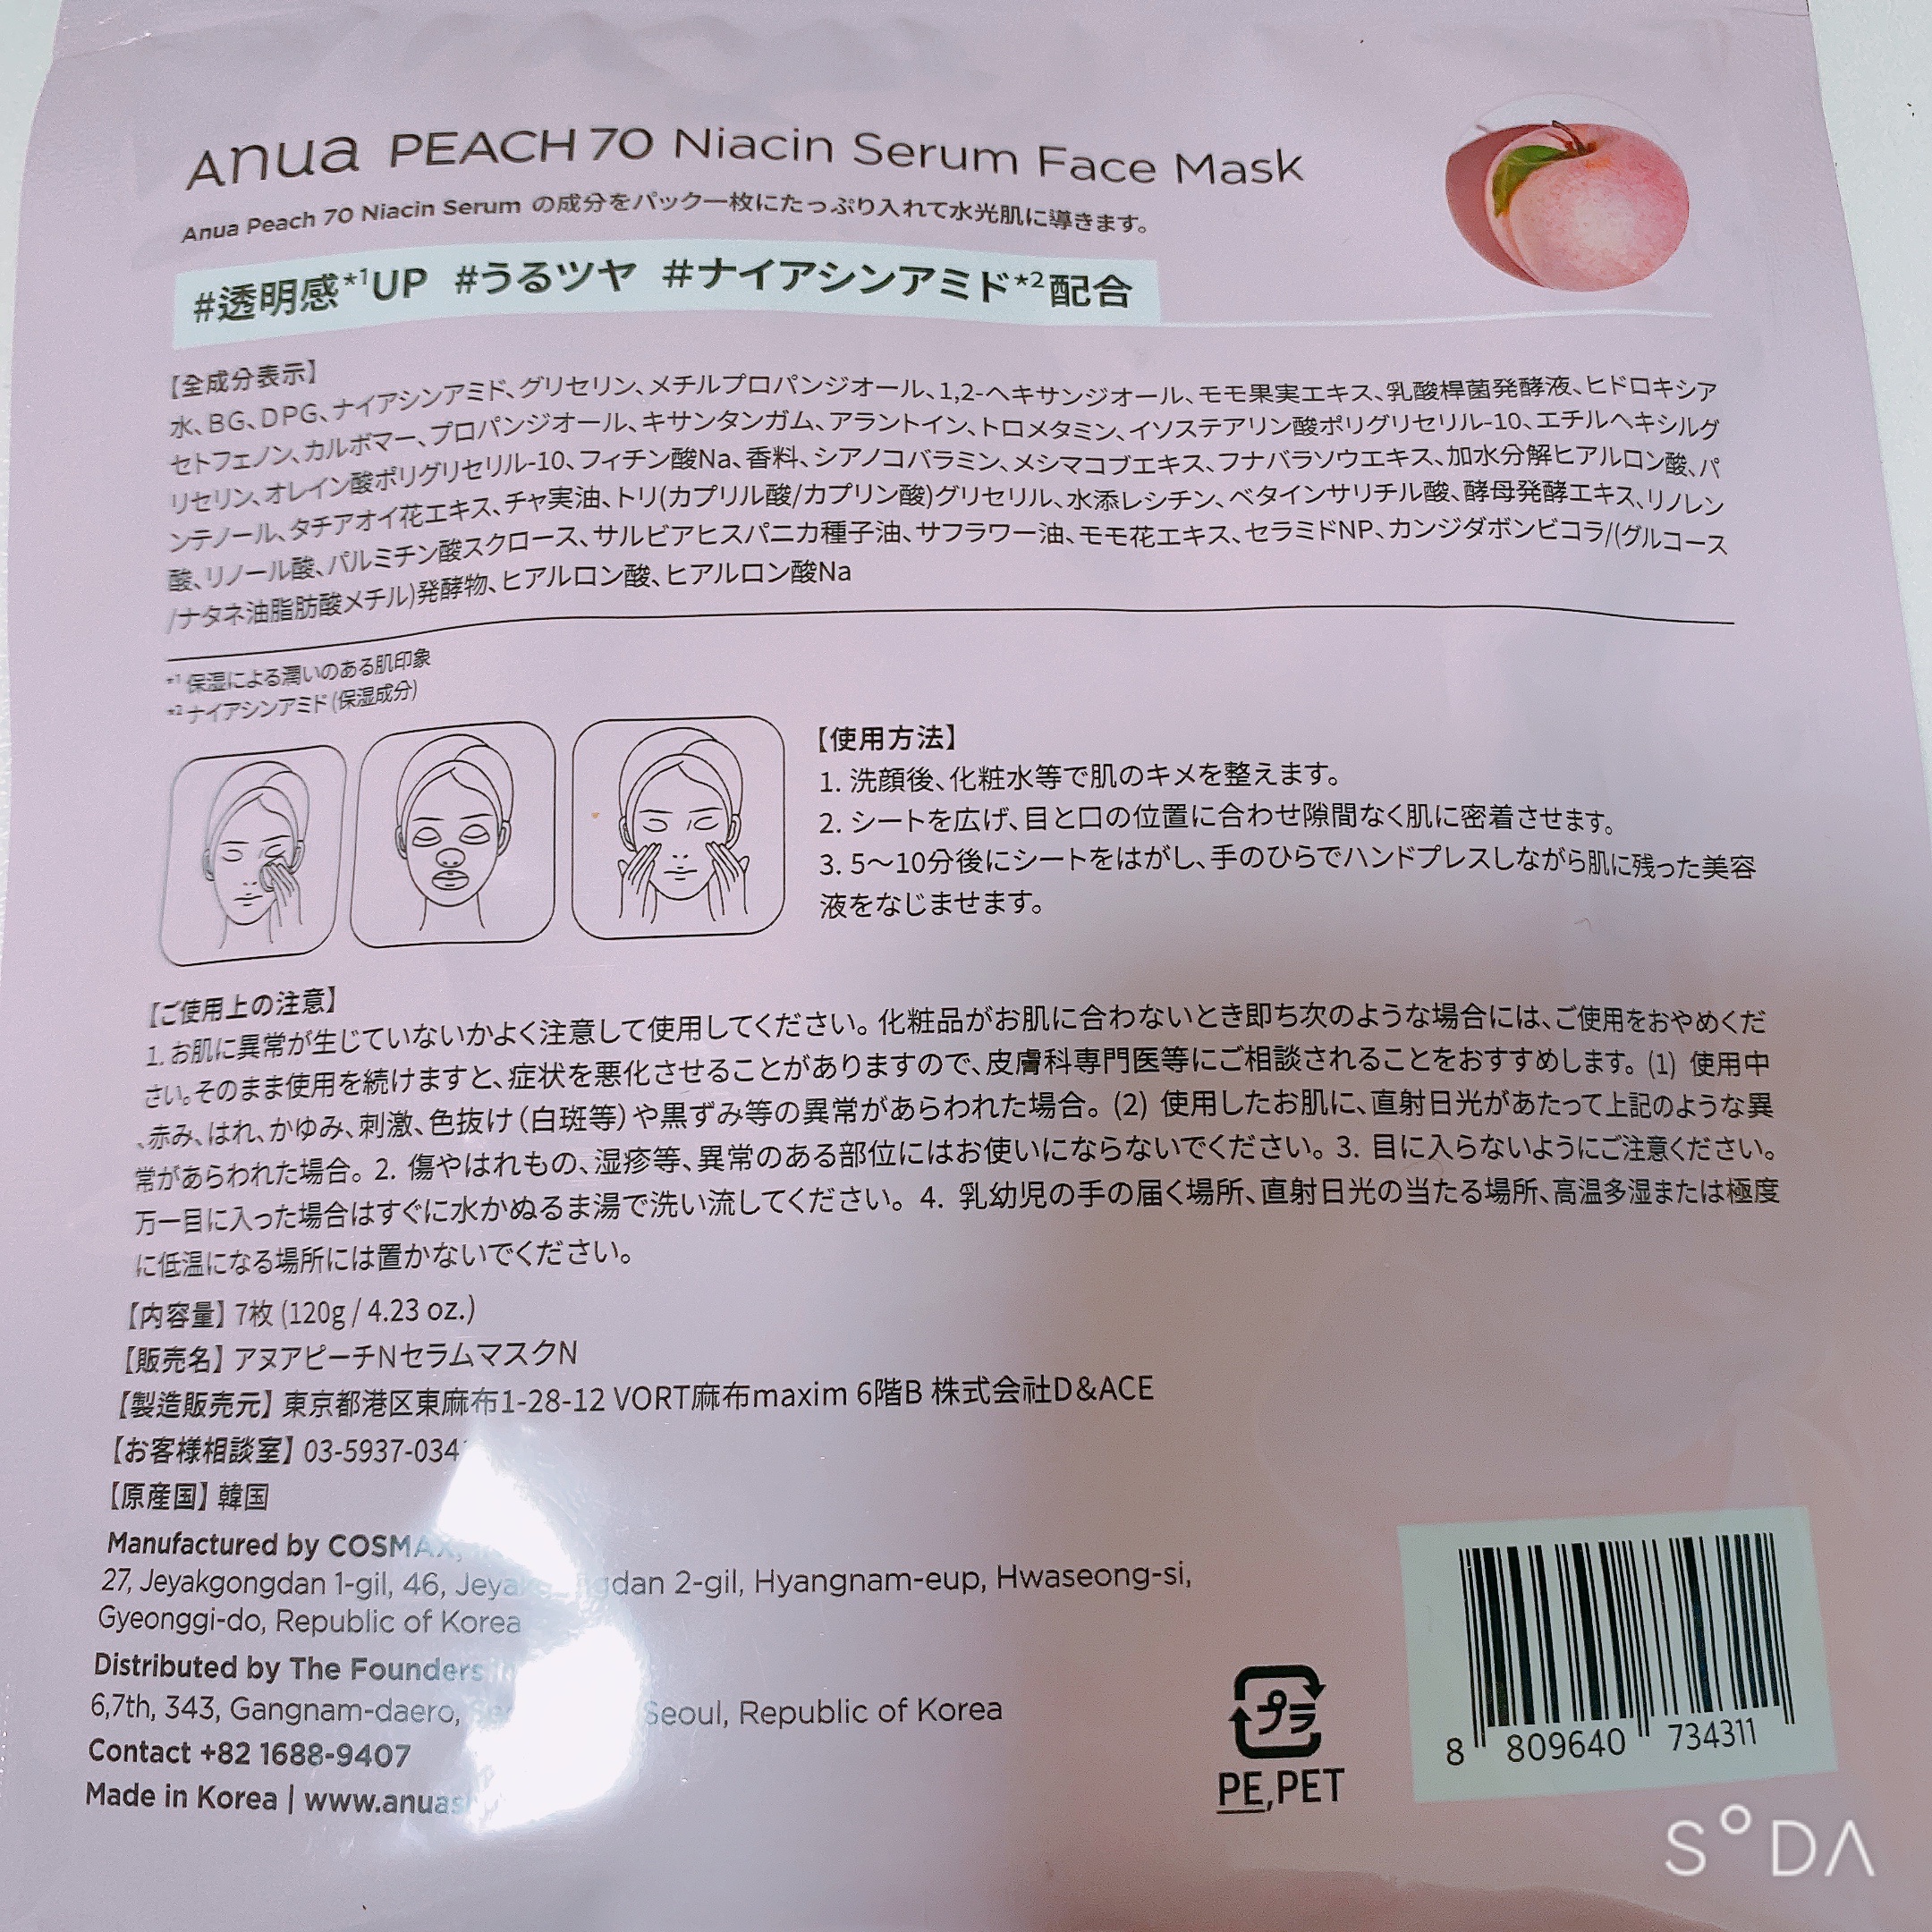 Anua PEACH 70 Niacin Serum Face Mask
Anua Peach 70 Niacin Serum の成分をパック一枚にたっぷり入れて水光肌に導きます。
#透明感*1UP #うるツヤ #ナイアシンアミド*2配合
【全成分表示】
水、BG、DPG、ナイアシンアミド、グリセリン、メチルプロパンジオール、1,2-ヘキサンジオール、モモ果実エキス、乳酸桿菌発酵液、ヒドロキシア
セトフェノン、カルボマー、プロパンジオール、キサンタンガム、アラントイン、トロメタミン、イソステアリン酸ポリグリセリル-10、エチルヘキシルグ
リセリン、オレイン酸ポリグリセリル-10、フィチン酸Na、香料、シアノコバラミン、メシマコブエキス、フナバラソウエキス、加水分解ヒアルロン酸、パ
ンテノール、タチアオイ花エキス、チャ実油、トリ(カプリル酸/カプリン酸)グリセリル、水添レシチン、ベタインサリチル酸、酵母発酵エキス、リノレン
酸、リノール酸、パルミチン酸スクロース、サルビアヒスパニカ種子油、サフラワー油、モモ花エキス、セラミドNP、カンジダボンビコラ/(グルコース
/ナタネ油脂肪酸メチル)発酵物、ヒアルロン酸、ヒアルロン酸Na
*1 保湿による潤いのある肌印象
*2 ナイアシンアミド(保湿成分)
【使用方法】
1. 洗顔後、化粧水等で肌のキメを整えます。
2. シートを広げ、目と口の位置に合わせ隙間なく肌に密着させます。
3. 5〜10分後にシートをはがし、手のひらでハンドプレスしながら肌に残った美容
液をなじませます。
【ご使用上の注意】
1. お肌に異常が生じていないかよく注意して使用してください。化粧品がお肌に合わないとき即ち次のような場合には、ご使用をおやめくだ
さい。そのまま使用を続けますと、症状を悪化させることがありますので、皮膚科専門医等にご相談されることをおすすめします。(1) 使用中
、赤み、はれ、かゆみ、刺激、色抜け(白斑等)や黒ずみ等の異常があらわれた場合。(2) 使用したお肌に、直射日光があたって上記のような異
常があらわれた場合。2. 傷やはれもの、湿疹等、異常のある部位にはお使いにならないでください。3. 目に入らないようにご注意ください。
万一目に入った場合はすぐに水かぬるま湯で洗い流してください。4. 乳幼児の手の届く場所、直射日光の当たる場所、高温多湿または極度
に低温になる場所には置かないでください。
【内容量】7枚 (120g / 4.23 oz.)
【販売名】アヌアピーチNセラムマスクN
【製造販売元】東京都港区東麻布1-28-12 VORT麻布maxim 6階B 株式会社D&ACE
【お客様相談室】03-5937-034
【原産国】韓国
Manufactured by COSMAX,
27, Jeyakgongdan 1-gil, 46, 2-gil, Hyangnam-eup, Hwaseong-si,
Gyeonggi-do, Republic of Korea
Distributed by The Founders
6,7th, 343, Gangnam-daero, Seoul, Republic of Korea
Contact +82 1688-9407
Made in Korea |
プラ
PE,PET
8 809640 734311
SODA